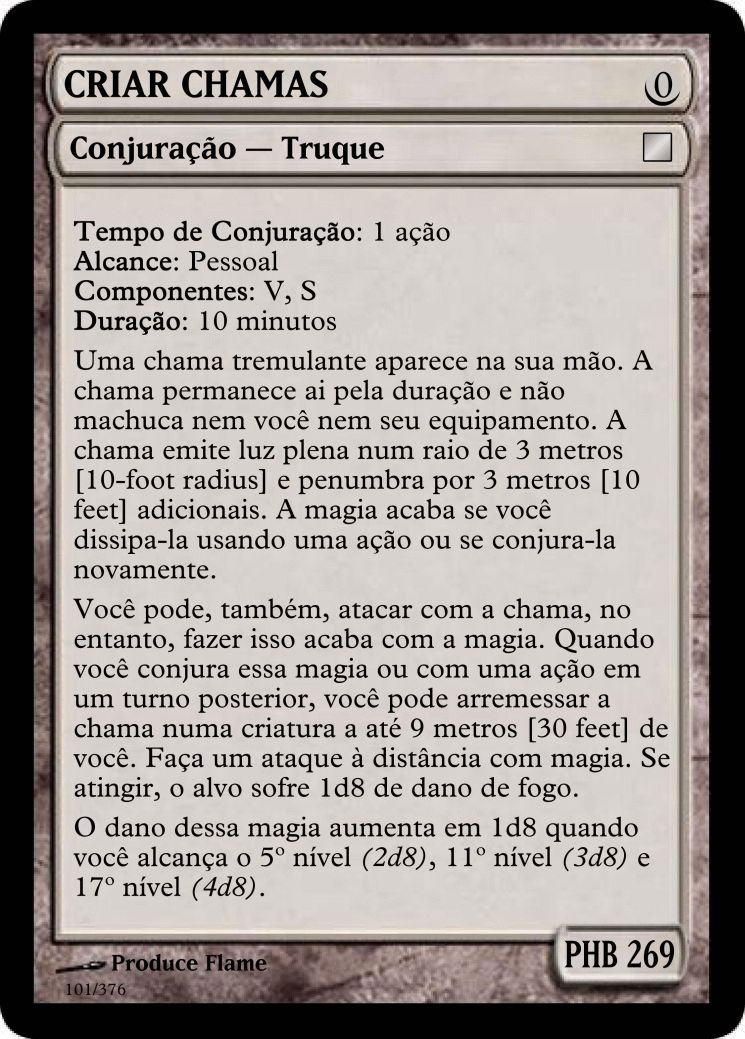 CRIAR CHAMAS 0
Conjuração — Truque
Tempo de Conjuração: 1 ação
Alcance: Pessoal
Componentes: V, S
Duração: 10 minutos
Uma chama tremulante aparece na sua mão. A
chama permanece ai pela duração e não
machuca nem você nem seu equipamento. A
chama emite luz plena num raio de 3 metros
[10-foot radius] e penumbra por 3 metros [10
feet] adicionais. A magia acaba se você
dissipa-la usando uma ação ou se conjura-la
novamente.
Você pode, também, atacar com a chama, no
entanto, fazer isso acaba com a magia. Quando
você conjura essa magia ou com uma ação em
um turno posterior, você pode arremessar a
chama numa criatura a até 9 metros [30 feet] de
você. Faça um ataque à distância com magia. Se
atingir, o alvo sofre 1d8 de dano de fogo.
O dano dessa magia aumenta em 1d8 quando
você alcança o 5º nível (2d8), 11º nível (3d8) e
17º nível (4d8).
PHB 269
Produce Flame
101/376